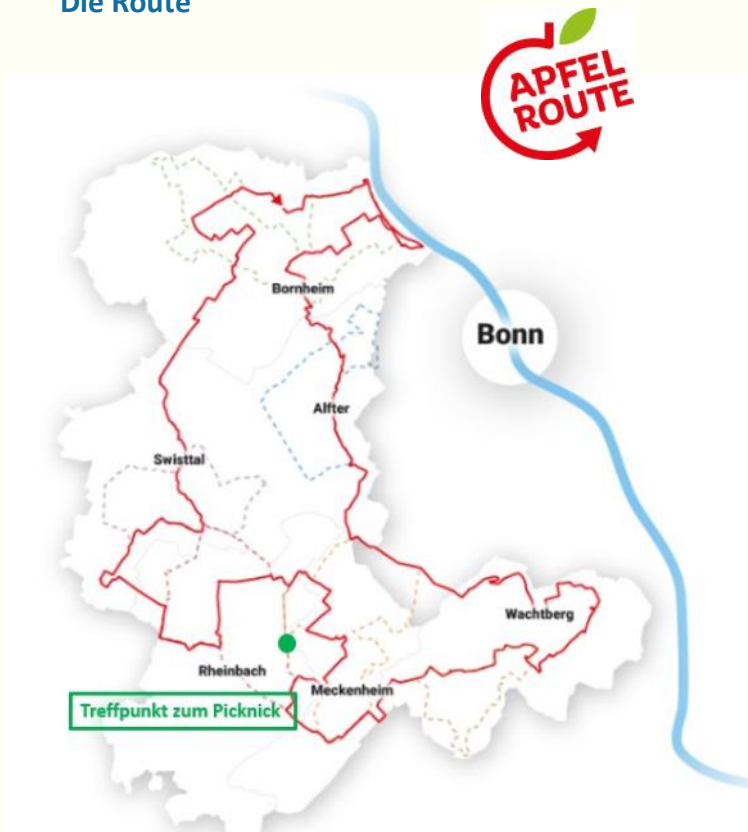 Die Route
APFEL
ROUTE
Bornheim
Bonn
Alfter
Swisttal
Wachtberg
Rheinbach
Meckenheim
Treffpunkt zum Picknick